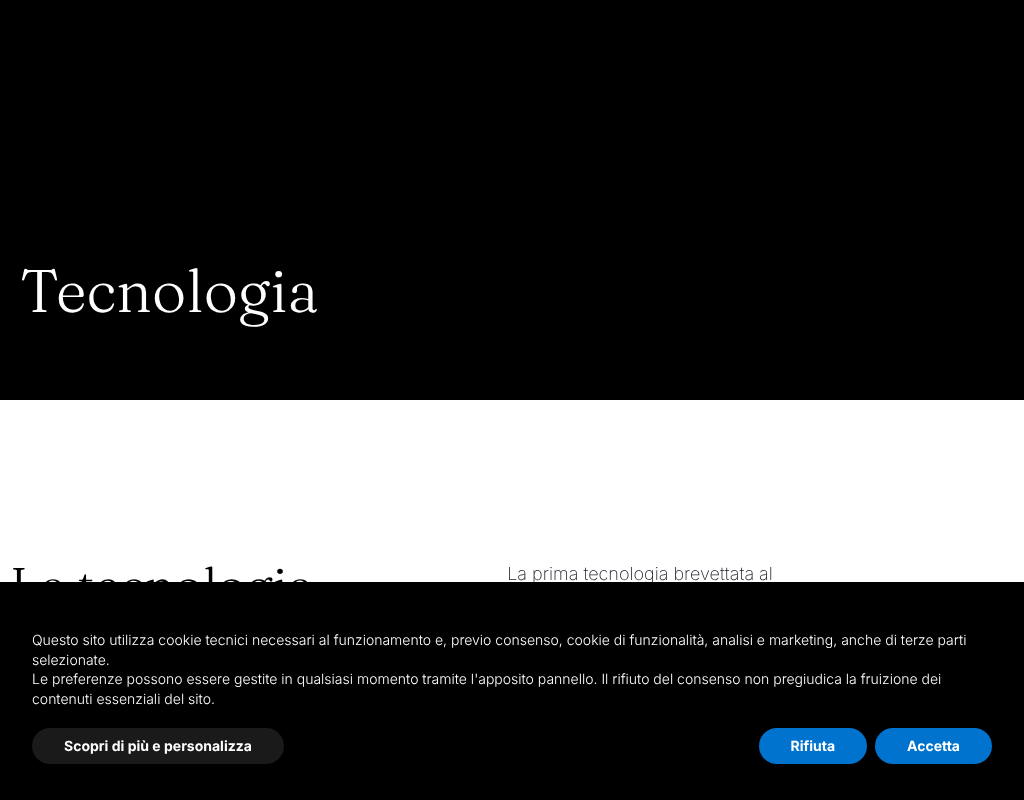 Tecnologia
La tecnologia
La prima tecnologia brevettata al
Questo sito utilizza cookie tecnici necessari al funzionamento e, previo consenso, cookie di funzionalità, analisi e marketing, anche di terze parti
selezionate.
Le preferenze possono essere gestite in qualsiasi momento tramite l'apposito pannello. Il rifiuto del consenso non pregiudica la fruizione dei
contenuti essenziali del sito.
Scopri di più e personalizza
Rifiuta
Accetta